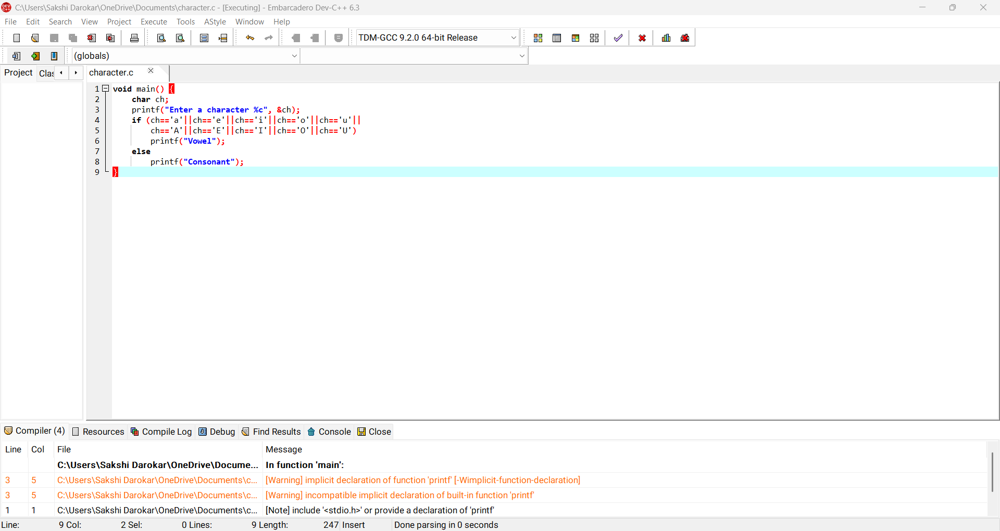 C:\Users\Sakshi Darokar\OneDrive\Documents\character.c - [Executing] - Embarcadero Dev-C++ 6.3
File Edit Search View Project Execute Tools AStyle Window Help
TDM-GCC 9.2.0 64-bit Release
(globals)
Project Clas character.c
1 void main() {
2 char ch;
3 printf("Enter a character %c", &ch);
4 if (ch=='a'||ch=='e'||ch=='i'||ch=='o'||ch=='u'||
5 ch=='A'||ch=='E'||ch=='I'||ch=='O'||ch=='U')
6 printf("Vowel");
7 else
8 printf("Consonant");
9 }
Compiler (4) Resources Compile Log Debug Find Results Console Close
Line Col File Message
C:\Users\Sakshi Darokar\OneDrive\Docume... In function 'main':
3 5 C:\Users\Sakshi Darokar\OneDrive\Documents\c... [Warning] implicit declaration of function 'printf' [-Wimplicit-function-declaration]
3 5 C:\Users\Sakshi Darokar\OneDrive\Documents\c... [Warning] incompatible implicit declaration of built-in function 'printf'
1 1 C:\Users\Sakshi Darokar\OneDrive\Documents\c... [Note] include '<stdio.h>' or provide a declaration of 'printf'
Line: 9 Col: 2 Sel: 0 Lines: 9 Length: 247 Insert Done parsing in 0 seconds